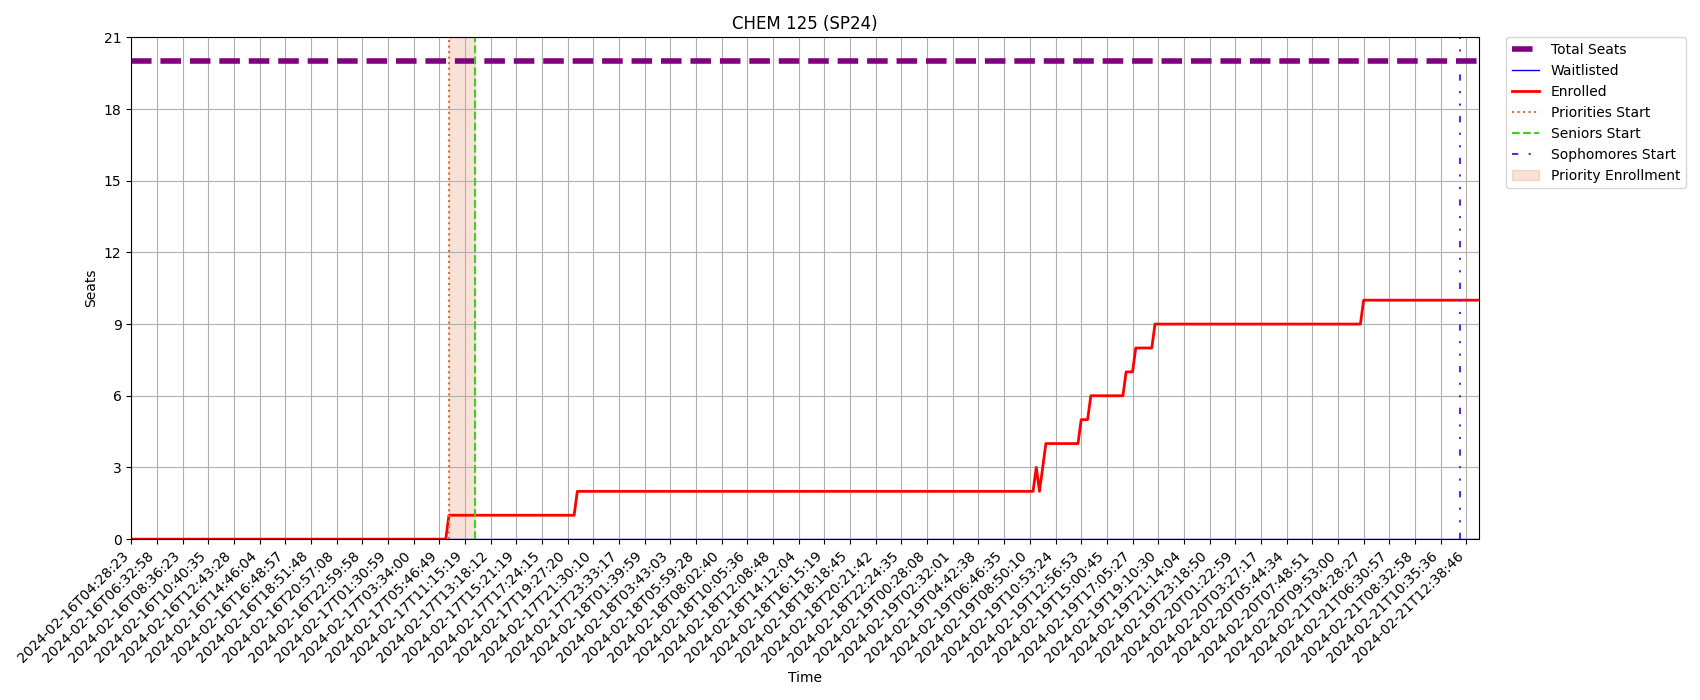 CHEM 125 (SP24)
21
18
15
12
9
6
3
0
Seats
2024-02-16T04:28:23
2024-02-16T06:32:58
2024-02-16T08:36:23
2024-02-16T10:40:35
2024-02-16T12:43:28
2024-02-16T14:46:04
2024-02-16T16:48:57
2024-02-16T18:51:48
2024-02-16T20:57:08
2024-02-16T22:59:58
2024-02-17T01:30:59
2024-02-17T03:34:00
2024-02-17T05:46:49
2024-02-17T11:15:19
2024-02-17T13:18:12
2024-02-17T15:21:19
2024-02-17T17:24:15
2024-02-17T19:27:20
2024-02-17T21:30:10
2024-02-17T23:33:17
2024-02-18T01:39:59
2024-02-18T03:43:03
2024-02-18T05:59:28
2024-02-18T08:02:40
2024-02-18T10:05:36
2024-02-18T12:08:48
2024-02-18T14:12:04
2024-02-18T16:15:19
2024-02-18T18:18:45
2024-02-18T20:21:42
2024-02-18T22:24:35
2024-02-19T00:28:08
2024-02-19T02:32:01
2024-02-19T04:42:38
2024-02-19T06:46:35
2024-02-19T08:50:10
2024-02-19T10:53:24
2024-02-19T12:56:53
2024-02-19T15:00:45
2024-02-19T17:05:27
2024-02-19T19:10:30
2024-02-19T21:14:04
2024-02-19T23:18:50
2024-02-20T01:22:59
2024-02-20T03:27:17
2024-02-20T05:44:34
2024-02-20T07:48:51
2024-02-20T09:53:00
2024-02-21T04:28:27
2024-02-21T06:30:57
2024-02-21T08:32:58
2024-02-21T10:35:36
2024-02-21T12:38:46
Time
Total Seats
Waitlisted
Enrolled
Priorities Start
Seniors Start
Sophomores Start
Priority Enrollment